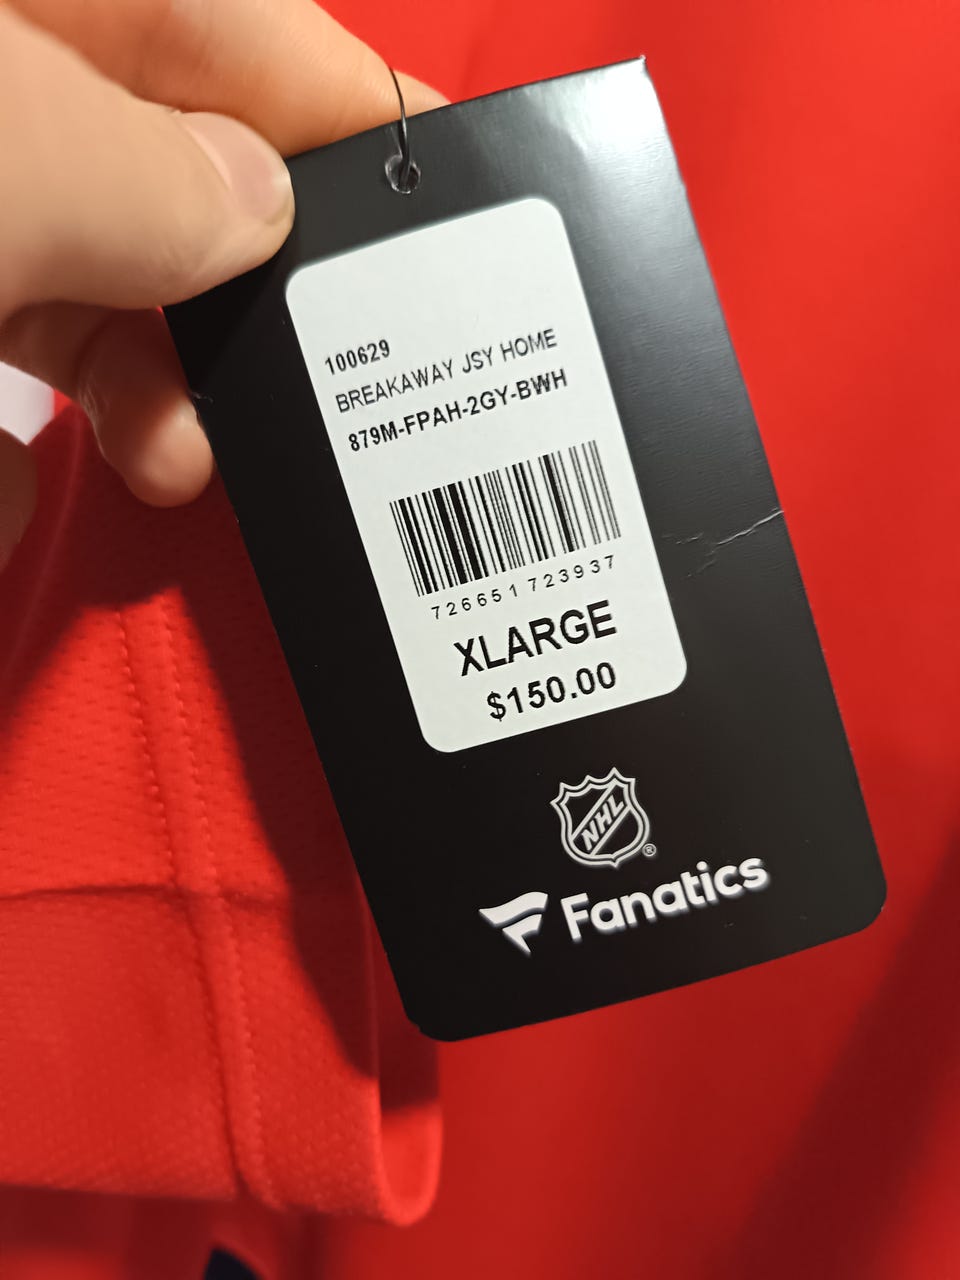 100629
BREAKAWAY JSY HOME
879M-FPAH-2GY-BWH
726651723937
XLARGE
$150.00
NHL
®
Fanatics